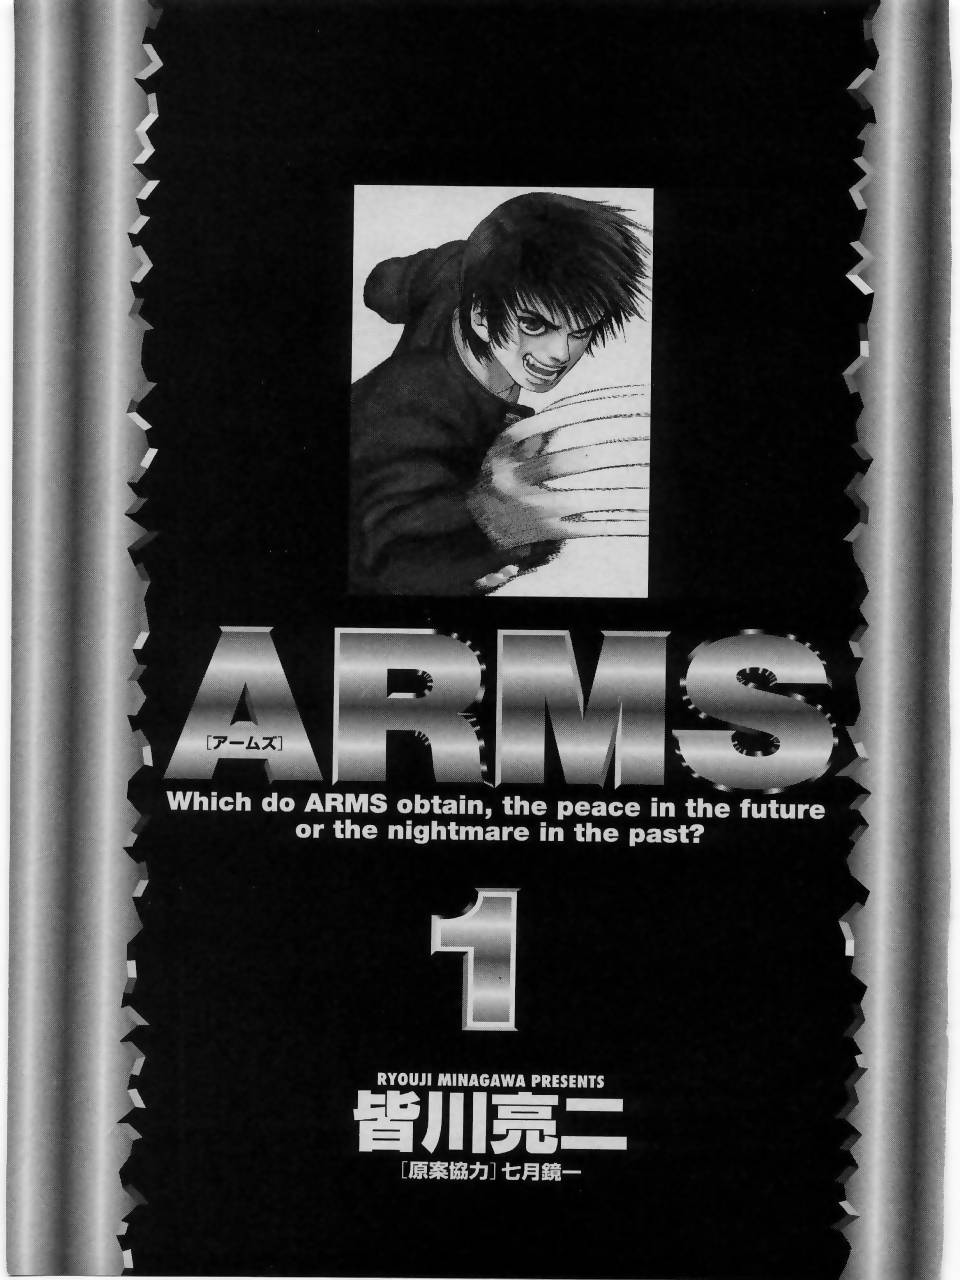 ARMS
[アームズ]
Which do ARMS obtain, the peace in the future
or the nightmare in the past?
1
RYOUJI MINAGAWA PRESENTS
皆川亮二
[原案協力]七月鏡一